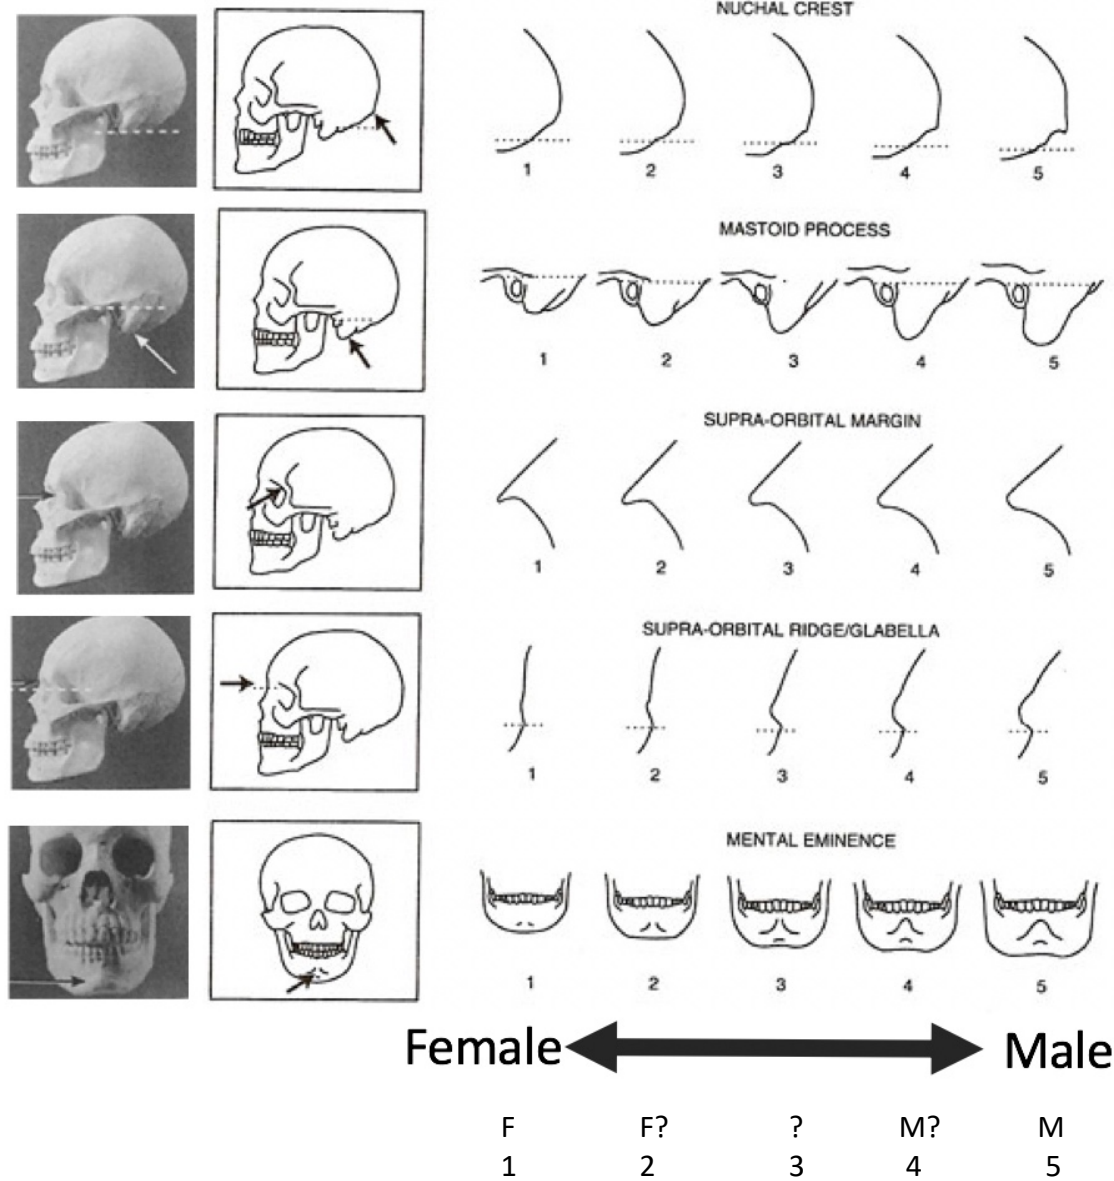 NUCHAL CREST
1 2 3 4 5
MASTOID PROCESS
1 2 3 4 5
SUPRA-ORBITAL MARGIN
1 2 3 4 5
SUPRA-ORBITAL RIDGE/GLABELLA
1 2 3 4 5
MENTAL EMINENCE
1 2 3 4 5
Female Male
F F? ? M? M
1 2 3 4 5